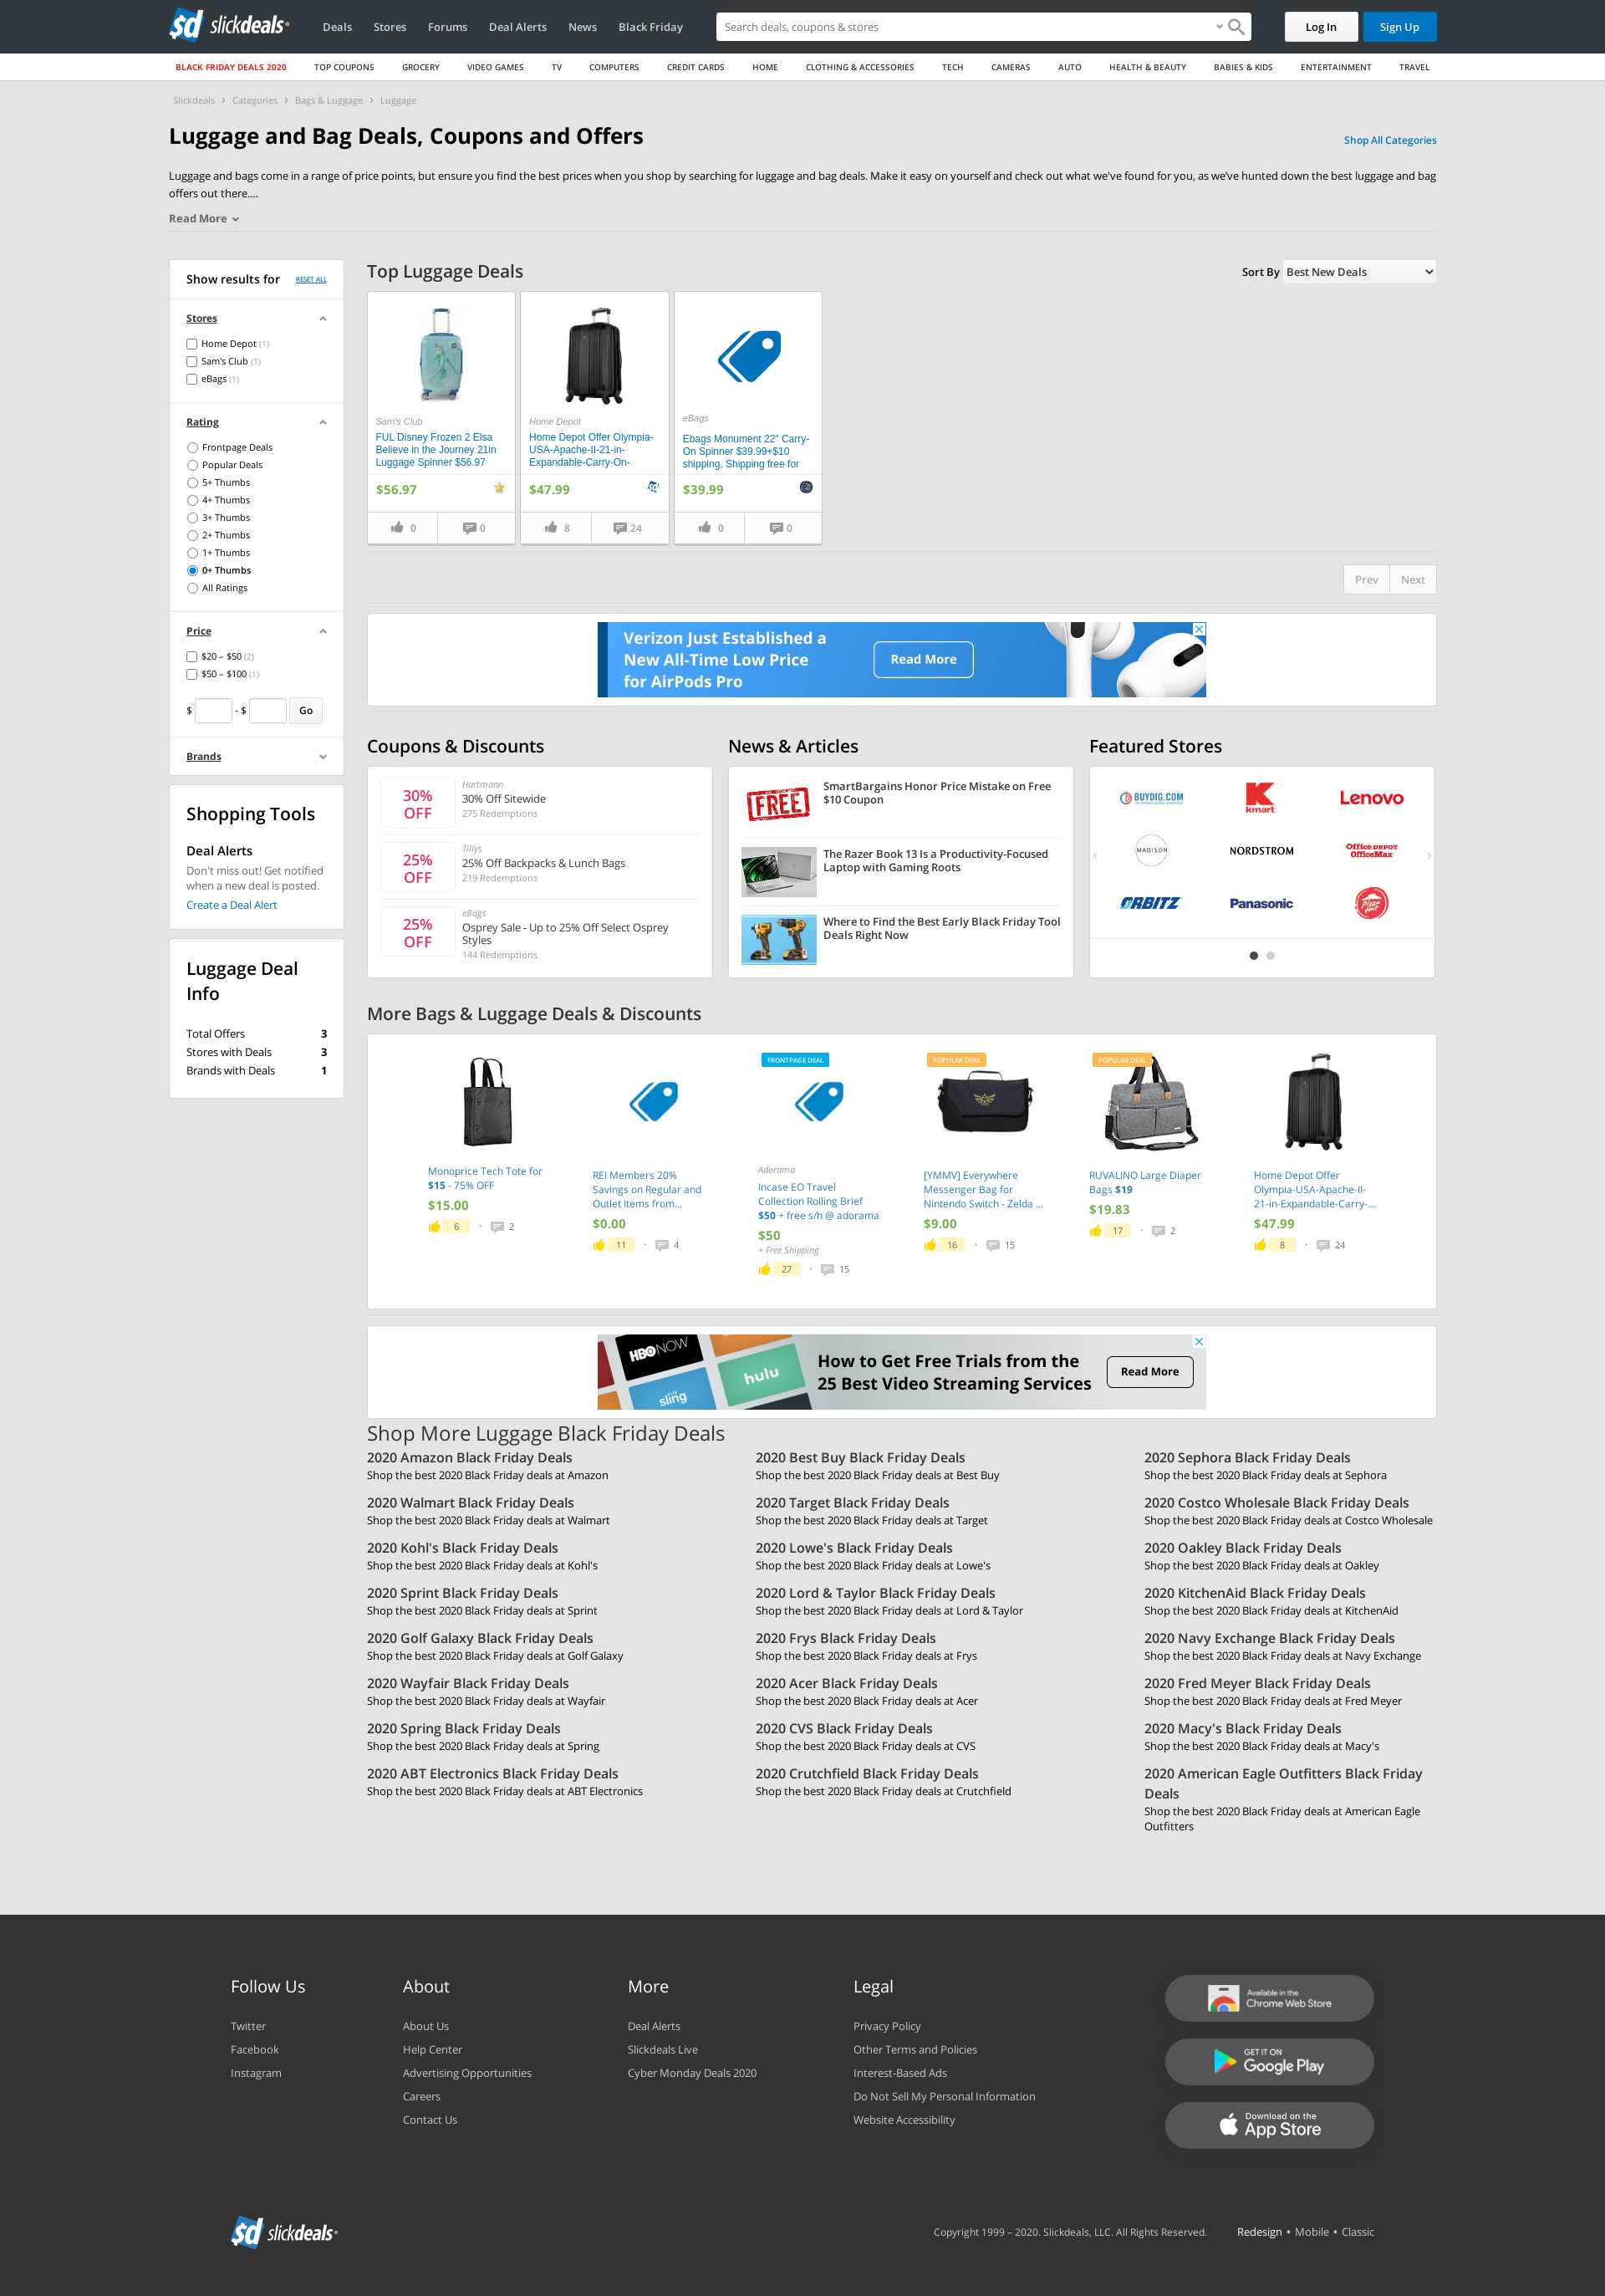 sd slickdeals
Deals Stores Forums Deal Alerts News Black Friday
Search deals, coupons & stores
Log In Sign Up
BLACK FRIDAY DEALS 2020 TOP COUPONS GROCERY VIDEO GAMES TV COMPUTERS CREDIT CARDS HOME CLOTHING & ACCESSORIES TECH CAMERAS AUTO HEALTH & BEAUTY BABIES & KIDS ENTERTAINMENT TRAVEL
Slickdeals › Categories › Bags & Luggage › Luggage
Luggage and Bag Deals, Coupons and Offers
Shop All Categories
Luggage and bags come in a range of price points, but ensure you find the best prices when you shop by searching for luggage and bag deals. Make it easy on yourself and check out what we've found for you, as we’ve hunted down the best luggage and bag
offers out there....
Read More
Show results for RESET ALL
Stores
Home Depot (1)
Sam's Club (1)
eBags (1)
Rating
Frontpage Deals
Popular Deals
5+ Thumbs
4+ Thumbs
3+ Thumbs
2+ Thumbs
1+ Thumbs
0+ Thumbs
All Ratings
Price
$20 – $50 (2)
$50 – $100 (1)
$ - $ Go
Brands
Shopping Tools
Deal Alerts
Don't miss out! Get notified
when a new deal is posted.
Create a Deal Alert
Luggage Deal
Info
Total Offers 3
Stores with Deals 3
Brands with Deals 1
Top Luggage Deals
Sort By Best New Deals
Sam's Club
FUL Disney Frozen 2 Elsa
Believe in the Journey 21in
Luggage Spinner $56.97
$56.97
0 0
Home Depot
Home Depot Offer Olympia-
USA-Apache-II-21-in-
Expandable-Carry-On-
$47.99
8 24
eBags
Ebags Monument 22" Carry-
On Spinner $39.99+$10
shipping, Shipping free for
$39.99
0 0
Prev Next
Verizon Just Established a
New All-Time Low Price
for AirPods Pro
Read More
Coupons & Discounts
30%
OFF
Hartmann
30% Off Sitewide
275 Redemptions
25%
OFF
Tillys
25% Off Backpacks & Lunch Bags
219 Redemptions
25%
OFF
eBags
Osprey Sale - Up to 25% Off Select Osprey
Styles
144 Redemptions
News & Articles
FREE
SmartBargains Honor Price Mistake on Free
$10 Coupon
The Razer Book 13 Is a Productivity-Focused
Laptop with Gaming Roots
Where to Find the Best Early Black Friday Tool
Deals Right Now
Featured Stores
BUYDIG.COM
kmart
Lenovo
MADISON
NORDSTROM
Office DEPOT
OfficeMax
ORBITZ
Panasonic
Pizza Hut
More Bags & Luggage Deals & Discounts
Monoprice Tech Tote for
$15 - 75% OFF
$15.00
6 · 2
REI Members 20%
Savings on Regular and
Outlet Items from...
$0.00
11 · 4
FRONTPAGE DEAL
Adorama
Incase EO Travel
Collection Rolling Brief
$50 + free s/h @ adorama
$50
+ Free Shipping
27 · 15
POPULAR DEAL
[YMMV] Everywhere
Messenger Bag for
Nintendo Switch - Zelda ...
$9.00
16 · 15
POPULAR DEAL
RUVALINO Large Diaper
Bags $19
$19.83
17 · 2
Home Depot Offer
Olympia-USA-Apache-II-
21-in-Expandable-Carry-...
$47.99
8 · 24
HBO NOW
hulu
sling
How to Get Free Trials from the
25 Best Video Streaming Services
Read More
Shop More Luggage Black Friday Deals
2020 Amazon Black Friday Deals
Shop the best 2020 Black Friday deals at Amazon
2020 Walmart Black Friday Deals
Shop the best 2020 Black Friday deals at Walmart
2020 Kohl's Black Friday Deals
Shop the best 2020 Black Friday deals at Kohl's
2020 Sprint Black Friday Deals
Shop the best 2020 Black Friday deals at Sprint
2020 Golf Galaxy Black Friday Deals
Shop the best 2020 Black Friday deals at Golf Galaxy
2020 Wayfair Black Friday Deals
Shop the best 2020 Black Friday deals at Wayfair
2020 Spring Black Friday Deals
Shop the best 2020 Black Friday deals at Spring
2020 ABT Electronics Black Friday Deals
Shop the best 2020 Black Friday deals at ABT Electronics
2020 Best Buy Black Friday Deals
Shop the best 2020 Black Friday deals at Best Buy
2020 Target Black Friday Deals
Shop the best 2020 Black Friday deals at Target
2020 Lowe's Black Friday Deals
Shop the best 2020 Black Friday deals at Lowe's
2020 Lord & Taylor Black Friday Deals
Shop the best 2020 Black Friday deals at Lord & Taylor
2020 Frys Black Friday Deals
Shop the best 2020 Black Friday deals at Frys
2020 Acer Black Friday Deals
Shop the best 2020 Black Friday deals at Acer
2020 CVS Black Friday Deals
Shop the best 2020 Black Friday deals at CVS
2020 Crutchfield Black Friday Deals
Shop the best 2020 Black Friday deals at Crutchfield
2020 Sephora Black Friday Deals
Shop the best 2020 Black Friday deals at Sephora
2020 Costco Wholesale Black Friday Deals
Shop the best 2020 Black Friday deals at Costco Wholesale
2020 Oakley Black Friday Deals
Shop the best 2020 Black Friday deals at Oakley
2020 KitchenAid Black Friday Deals
Shop the best 2020 Black Friday deals at KitchenAid
2020 Navy Exchange Black Friday Deals
Shop the best 2020 Black Friday deals at Navy Exchange
2020 Fred Meyer Black Friday Deals
Shop the best 2020 Black Friday deals at Fred Meyer
2020 Macy's Black Friday Deals
Shop the best 2020 Black Friday deals at Macy's
2020 American Eagle Outfitters Black Friday
Deals
Shop the best 2020 Black Friday deals at American Eagle
Outfitters
Follow Us
Twitter
Facebook
Instagram
About
About Us
Help Center
Advertising Opportunities
Careers
Contact Us
More
Deal Alerts
Slickdeals Live
Cyber Monday Deals 2020
Legal
Privacy Policy
Other Terms and Policies
Interest-Based Ads
Do Not Sell My Personal Information
Website Accessibility
Available in the
Chrome Web Store
GET IT ON
Google Play
Download on the
App Store
sd slickdeals
Copyright 1999 – 2020. Slickdeals, LLC. All Rights Reserved.
Redesign • Mobile • Classic